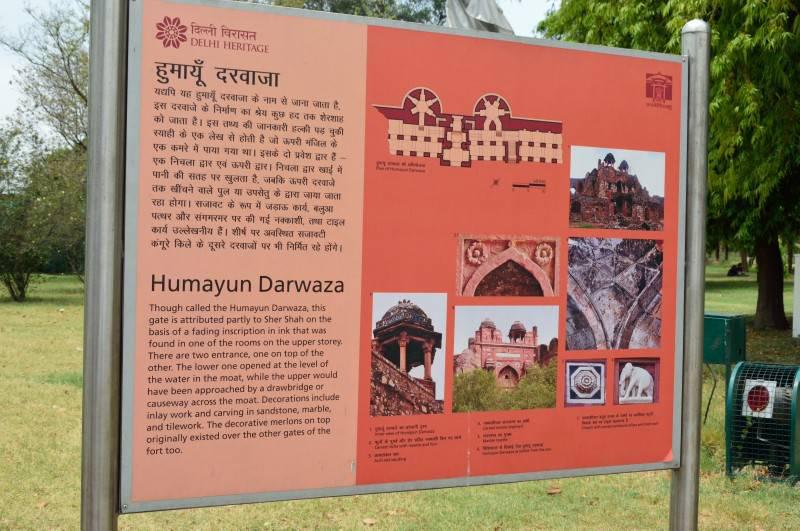 दिल्ली विरासत
DELHI HERITAGE
हुमायूँ दरवाजा
यद्यपि यह हुमायूँ दरवाजा के नाम से जाना जाता है,
इस दरवाजे के निर्माण का श्रेय कुछ हद तक शेरशाह
को जाता है। इस तथ्य की जानकारी हल्की पड़ चुकी
स्याही के एक लेख से होती है जो ऊपरी मंजिल के
एक कमरे में पाया गया था। इसके दो प्रवेश द्वार हैं –
एक निचला द्वार एवं ऊपरी द्वार। निचला द्वार खाई में
पानी की सतह पर खुलता है, जबकि ऊपरी दरवाजे
तक खींचने वाले पुल या उपसेतु के द्वारा जाया जाता
रहा होगा। सजावट के रूप में जड़ाऊ कार्य, बलुआ
पत्थर और संगमरमर पर की गई नक्काशी, तथा टाइल
कार्य उल्लेखनीय हैं। शीर्ष पर अवस्थित सजावटी
कंगूरे किले के दूसरे दरवाजों पर भी निर्मित रहे होंगे।
Humayun Darwaza
Though called the Humayun Darwaza, this
gate is attributed partly to Sher Shah on the
basis of a fading inscription in ink that was
found in one of the rooms on the upper storey.
There are two entrance, one on top of the
other. The lower one opened at the level of
the water in the moat, while the upper would
have been approached by a drawbridge or
causeway across the moat. Decorations include
inlay work and carving in sandstone, marble,
and tilework. The decorative merlons on top
originally existed over the other gates of the
fort too.
Plan of Humayun Darwaza